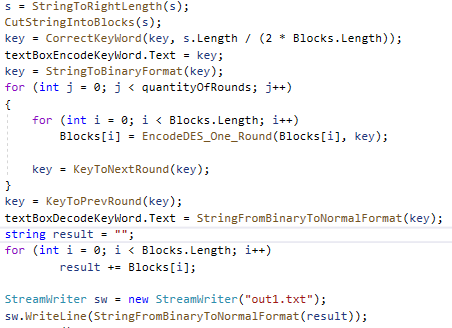 s = StringToRightLength(s);
CutStringIntoBlocks(s);
key = CorrectKeyWord(key, s.Length / (2 * Blocks.Length));
textBoxEncodeKeyWord.Text = key;
key = StringToBinaryFormat(key);
for (int j = 0; j < quantityOfRounds; j++)
{
for (int i = 0; i < Blocks.Length; i++)
Blocks[i] = EncodeDES_One_Round(Blocks[i], key);
key = KeyToNextRound(key);
}
key = KeyToPrevRound(key);
textBoxDecodeKeyWord.Text = StringFromBinaryToNormalFormat(key);
string result = "";
for (int i = 0; i < Blocks.Length; i++)
result += Blocks[i];
StreamWriter sw = new StreamWriter("out1.txt");
sw.WriteLine(StringFromBinaryToNormalFormat(result));